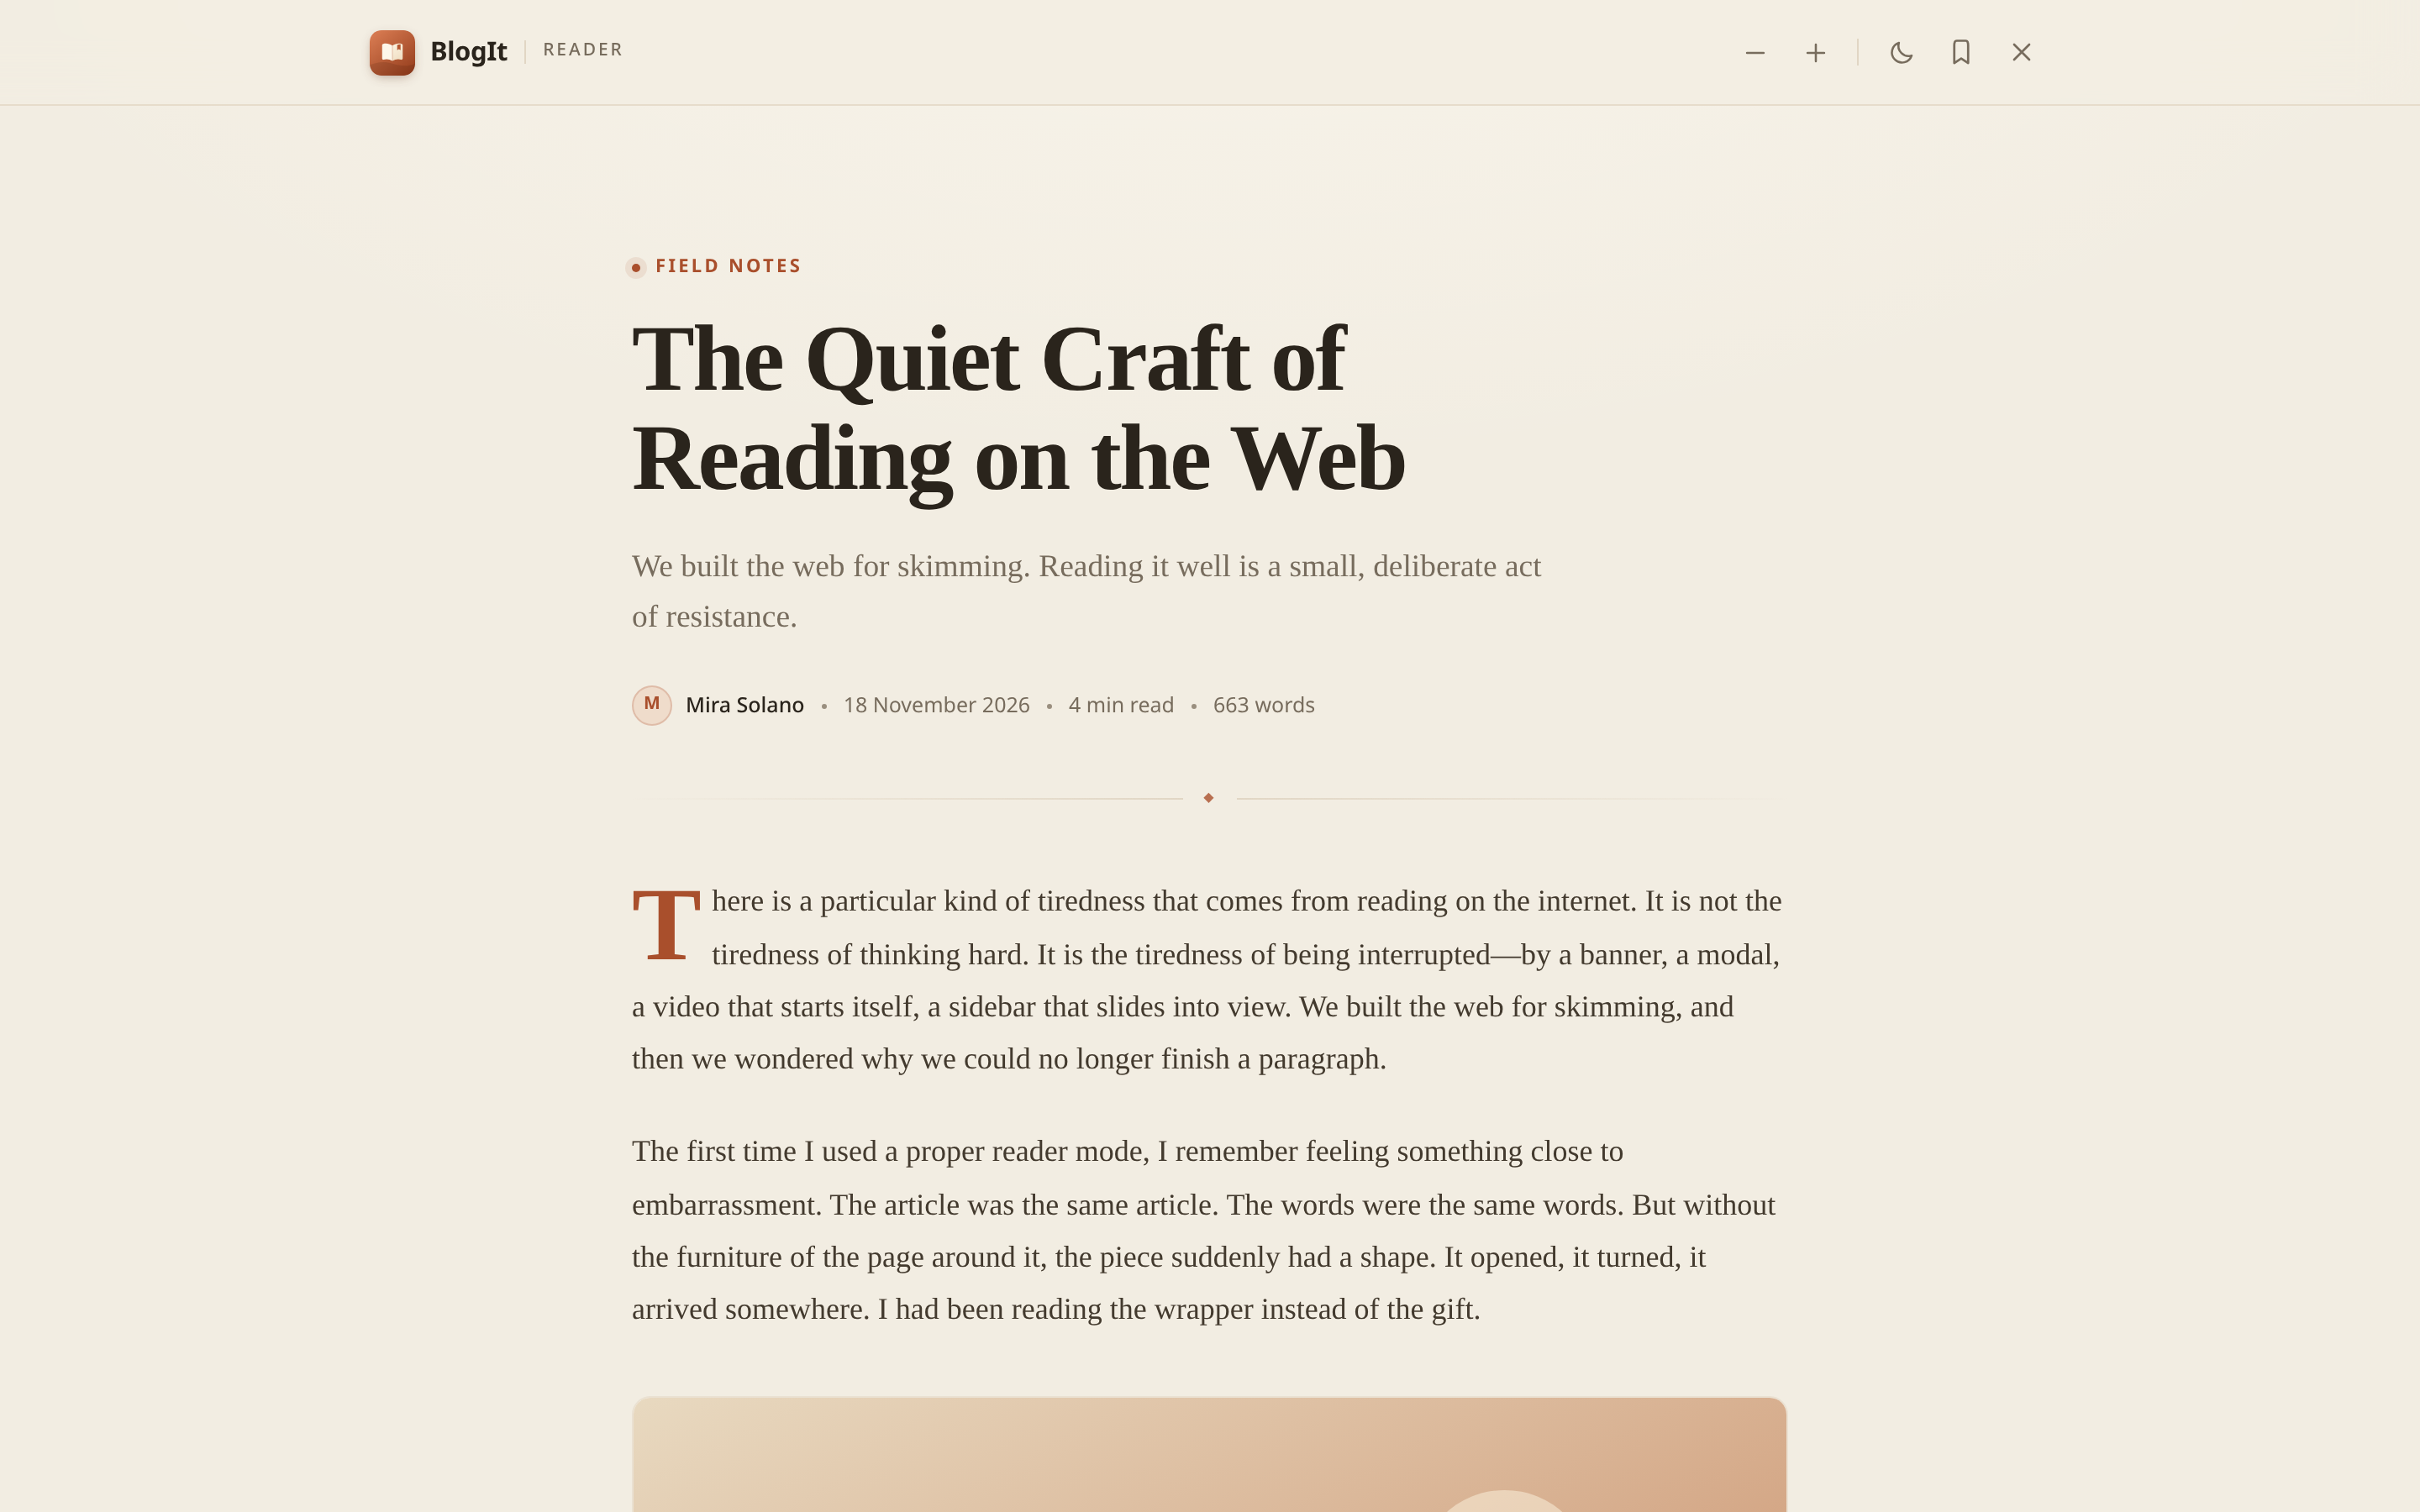 BlogIt READER
FIELD NOTES
The Quiet Craft of
Reading on the Web
We built the web for skimming. Reading it well is a small, deliberate act
of resistance.
M Mira Solano • 18 November 2026 • 4 min read • 663 words
There is a particular kind of tiredness that comes from reading on the internet. It is not the
tiredness of thinking hard. It is the tiredness of being interrupted—by a banner, a modal,
a video that starts itself, a sidebar that slides into view. We built the web for skimming, and
then we wondered why we could no longer finish a paragraph.
The first time I used a proper reader mode, I remember feeling something close to
embarrassment. The article was the same article. The words were the same words. But without
the furniture of the page around it, the piece suddenly had a shape. It opened, it turned, it
arrived somewhere. I had been reading the wrapper instead of the gift.